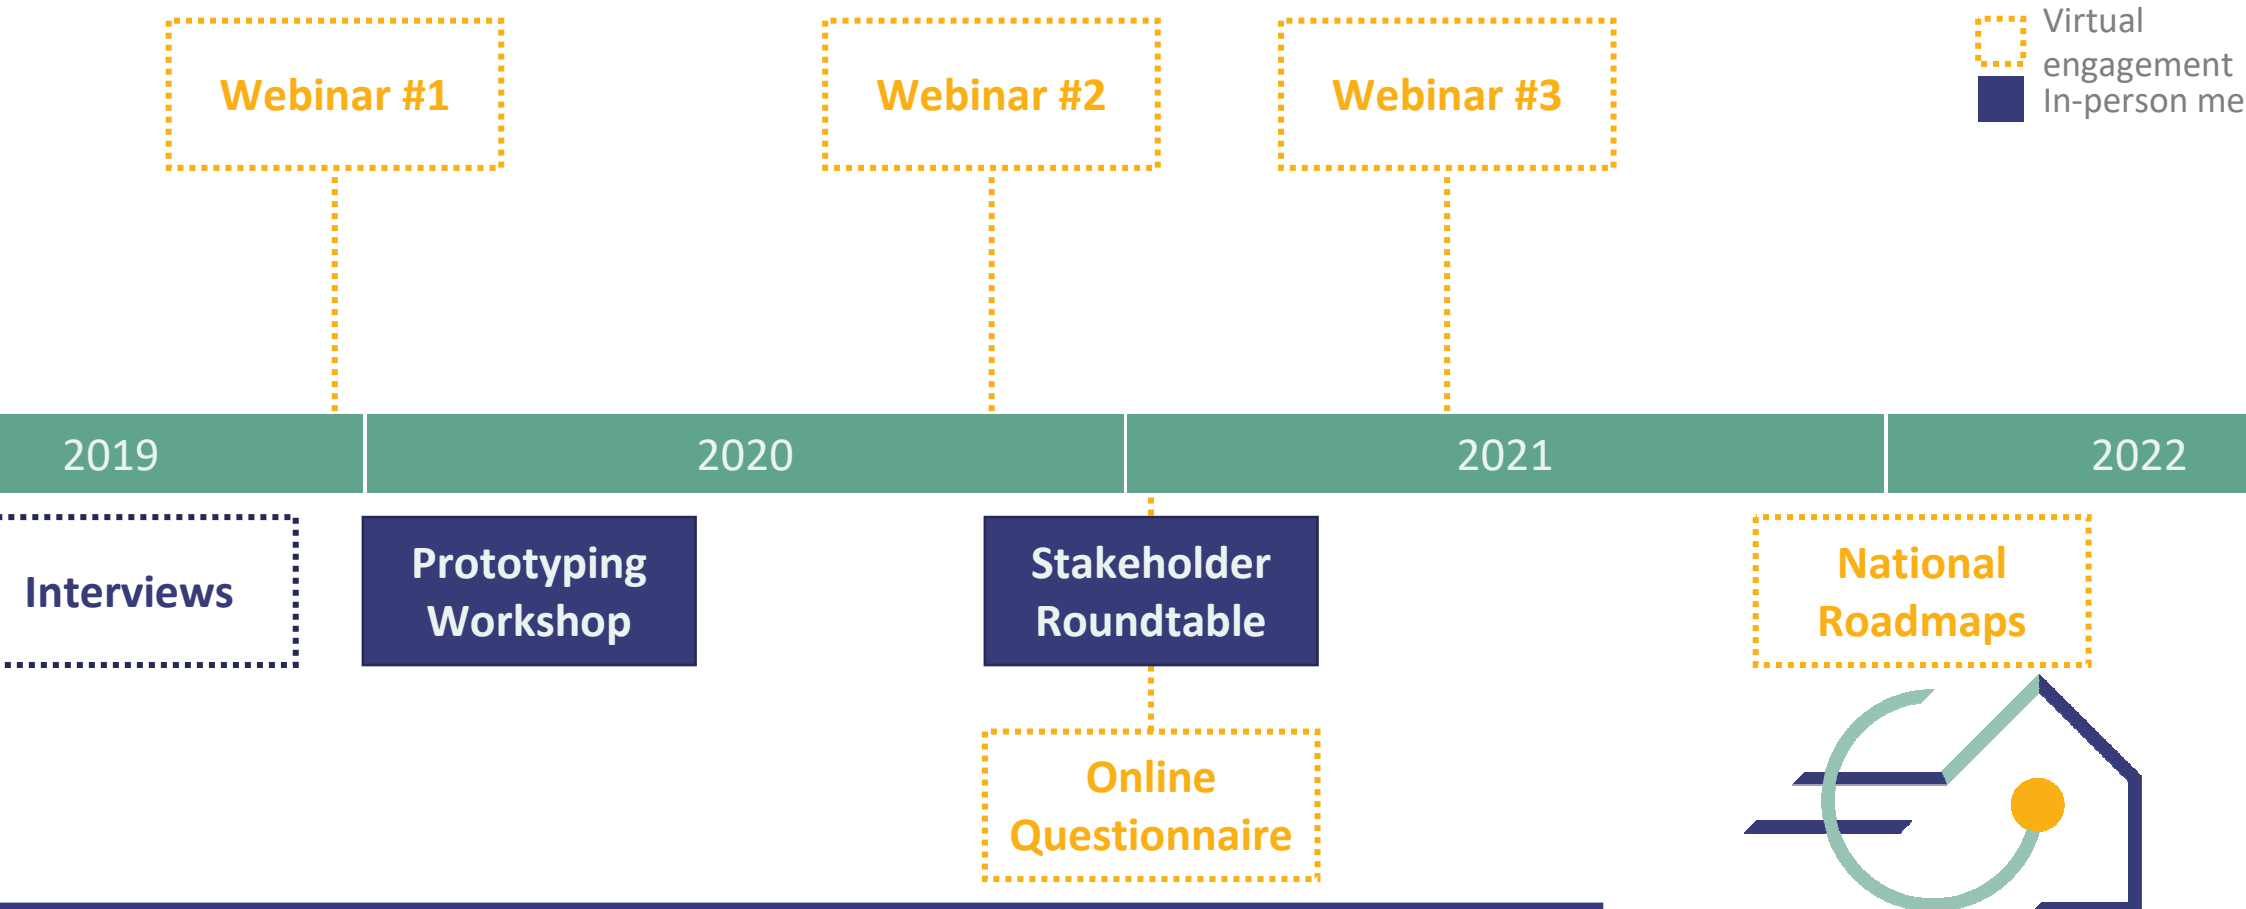 Virtual
engagement
In-person me
Webinar #1
Webinar #2
Webinar #3
2019
2020
2021
2022
Interviews
Prototyping
Workshop
Stakeholder
Roundtable
National
Roadmaps
Online
Questionnaire